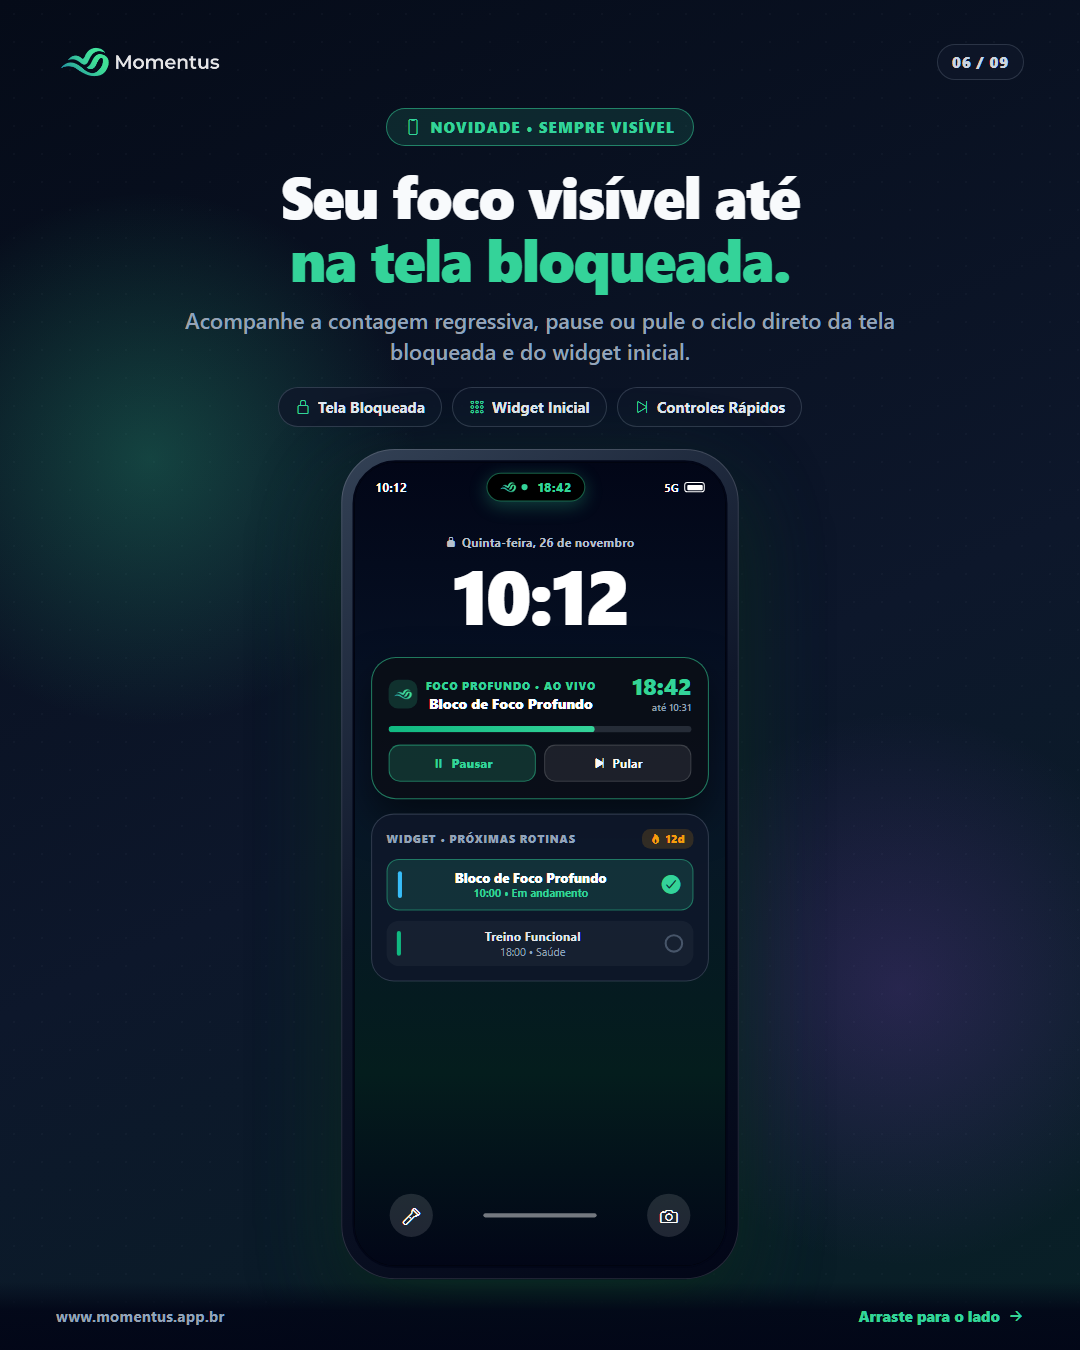 Momentus
06 / 09
NOVIDADE • SEMPRE VISÍVEL
Seu foco visível até
na tela bloqueada.
Acompanhe a contagem regressiva, pause ou pule o ciclo direto da tela
bloqueada e do widget inicial.
Tela Bloqueada
Widget Inicial
Controles Rápidos
10:12
18:42
5G
Quinta-feira, 26 de novembro
10:12
FOCO PROFUNDO • AO VIVO
Bloco de Foco Profundo
18:42
até 10:31
Pausar
Pular
WIDGET • PRÓXIMAS ROTINAS
12d
Bloco de Foco Profundo
10:00 • Em andamento
Treino Funcional
18:00 • Saúde
www.momentus.app.br
Arraste para o lado →